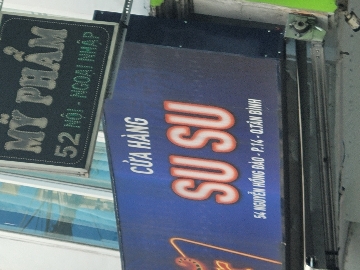 MỸ PHẨM
52 NỘI - NGOẠI NHẬP
CỬA HÀNG
SU SU
54 NGUYỄN HỒNG ĐÀO - P.14 - Q.TÂN BÌNH